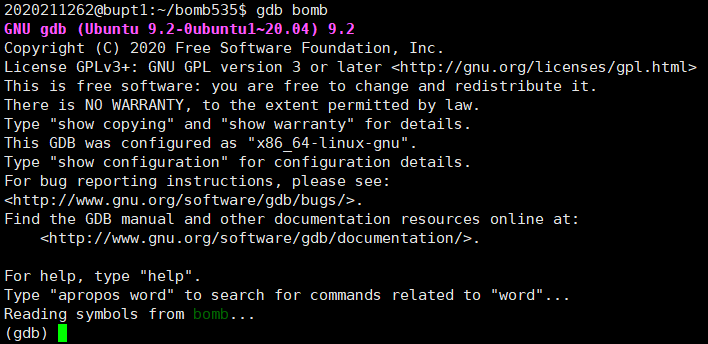 2020211262@bupt1:~/bomb535$ gdb bomb
GNU gdb (Ubuntu 9.2-0ubuntu1~20.04) 9.2
Copyright (C) 2020 Free Software Foundation, Inc.
License GPLv3+: GNU GPL version 3 or later <http://gnu.org/licenses/gpl.html>
This is free software: you are free to change and redistribute it.
There is NO WARRANTY, to the extent permitted by law.
Type "show copying" and "show warranty" for details.
This GDB was configured as "x86_64-linux-gnu".
Type "show configuration" for configuration details.
For bug reporting instructions, please see:
<http://www.gnu.org/software/gdb/bugs/>.
Find the GDB manual and other documentation resources online at:
    <http://www.gnu.org/software/gdb/documentation/>.

For help, type "help".
Type "apropos word" to search for commands related to "word"...
Reading symbols from bomb...
(gdb)